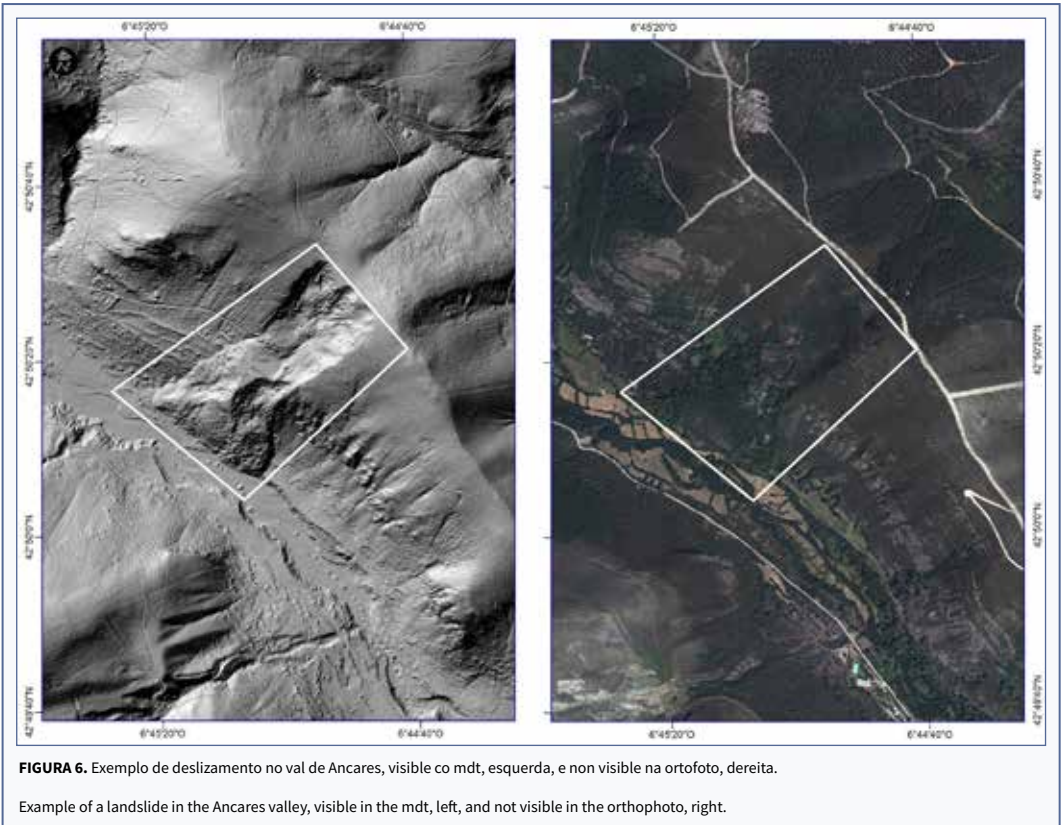 6°45'20"O 6°44'40"O 6°45'20"O 6°44'40"O
42°50'40"N 42°50'40"N
42°50'20"N 42°50'20"N
42°50'0"N 42°50'0"N
42°49'40"N 42°49'40"N
6°45'20"O 6°44'40"O 6°45'20"O 6°44'40"O
FIGURA 6. Exemplo de deslizamento no val de Ancares, visible co mdt, esquerda, e non visible na ortofoto, dereita.
Example of a landslide in the Ancares valley, visible in the mdt, left, and not visible in the orthophoto, right.